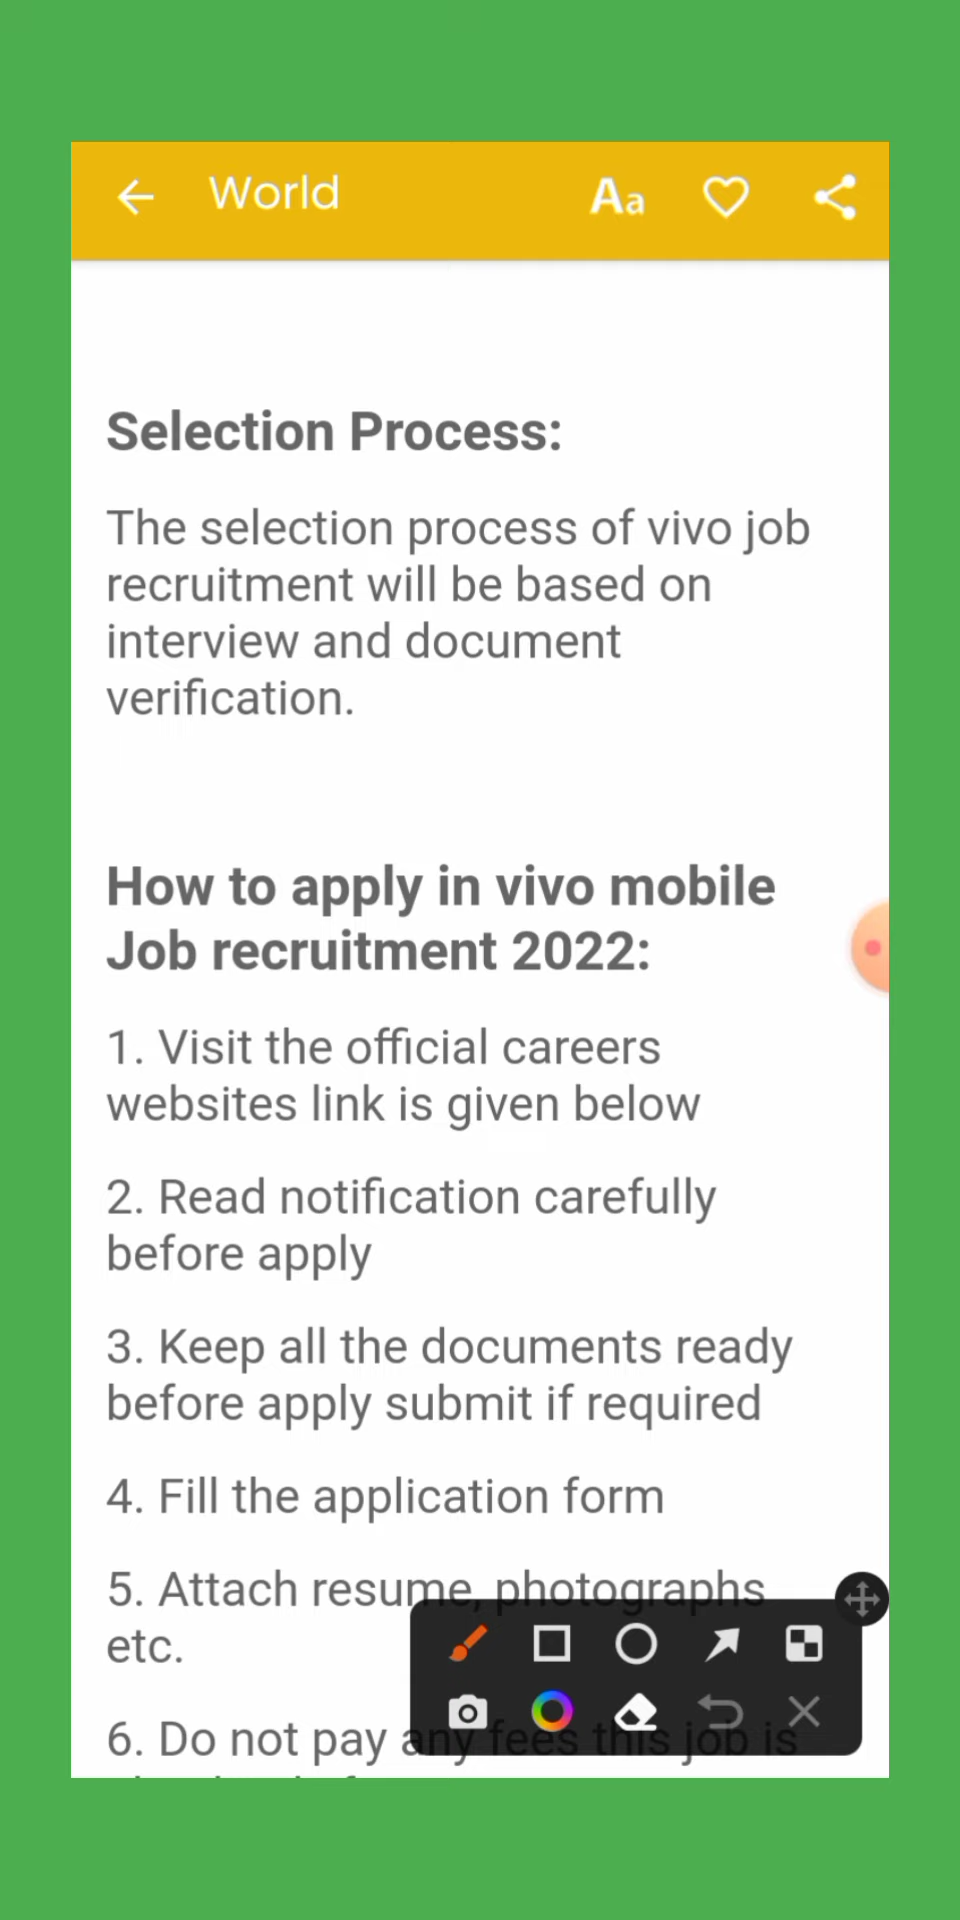 World
Aa
Selection Process:
The selection process of vivo job
recruitment will be based on
interview and document
verification.
How to apply in vivo mobile
Job recruitment 2022:
1. Visit the official careers
websites link is given below
2. Read notification carefully
before apply
3. Keep all the documents ready
before apply submit if required
4. Fill the application form
5. Attach resume, photographs
etc.
6. Do not pay any fees this job is